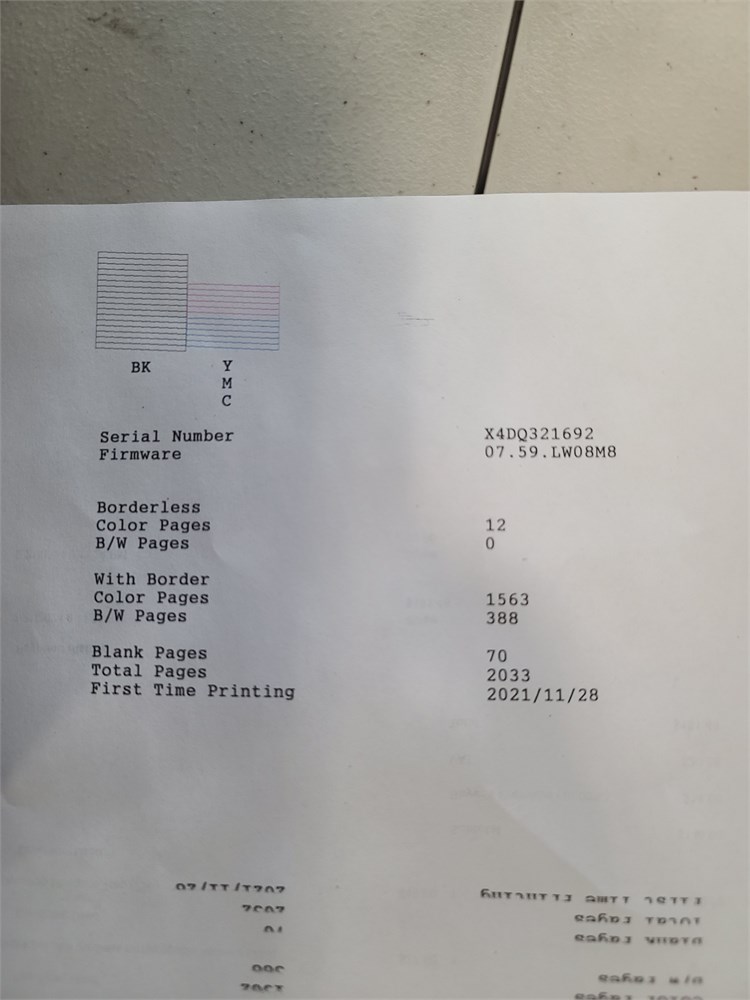 BK
Y
M
C
Serial Number X4DQ321692
Firmware 07.59.LW08M8
Borderless
Color Pages 12
B/W Pages 0
With Border
Color Pages 1563
B/W Pages 388
Blank Pages 70
Total Pages 2033
First Time Printing 2021/11/28